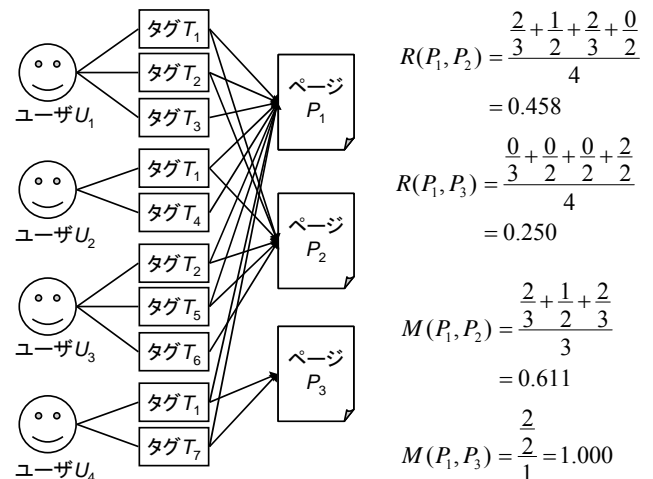 タグT1
タグT2
タグT3
ユーザU1
タグT1
タグT4
ユーザU2
タグT2
タグT5
タグT6
ユーザU3
タグT1
タグT7
ユーザU4
ページ
P1
ページ
P2
ページ
P3
R(P1, P2) = (2/3 + 1/2 + 2/3 + 0/2) / 4
= 0.458
R(P1, P3) = (0/3 + 0/2 + 0/2 + 2/2) / 4
= 0.250
M(P1, P2) = (2/3 + 1/2 + 2/3) / 3
= 0.611
M(P1, P3) = (2/2) / 1 = 1.000